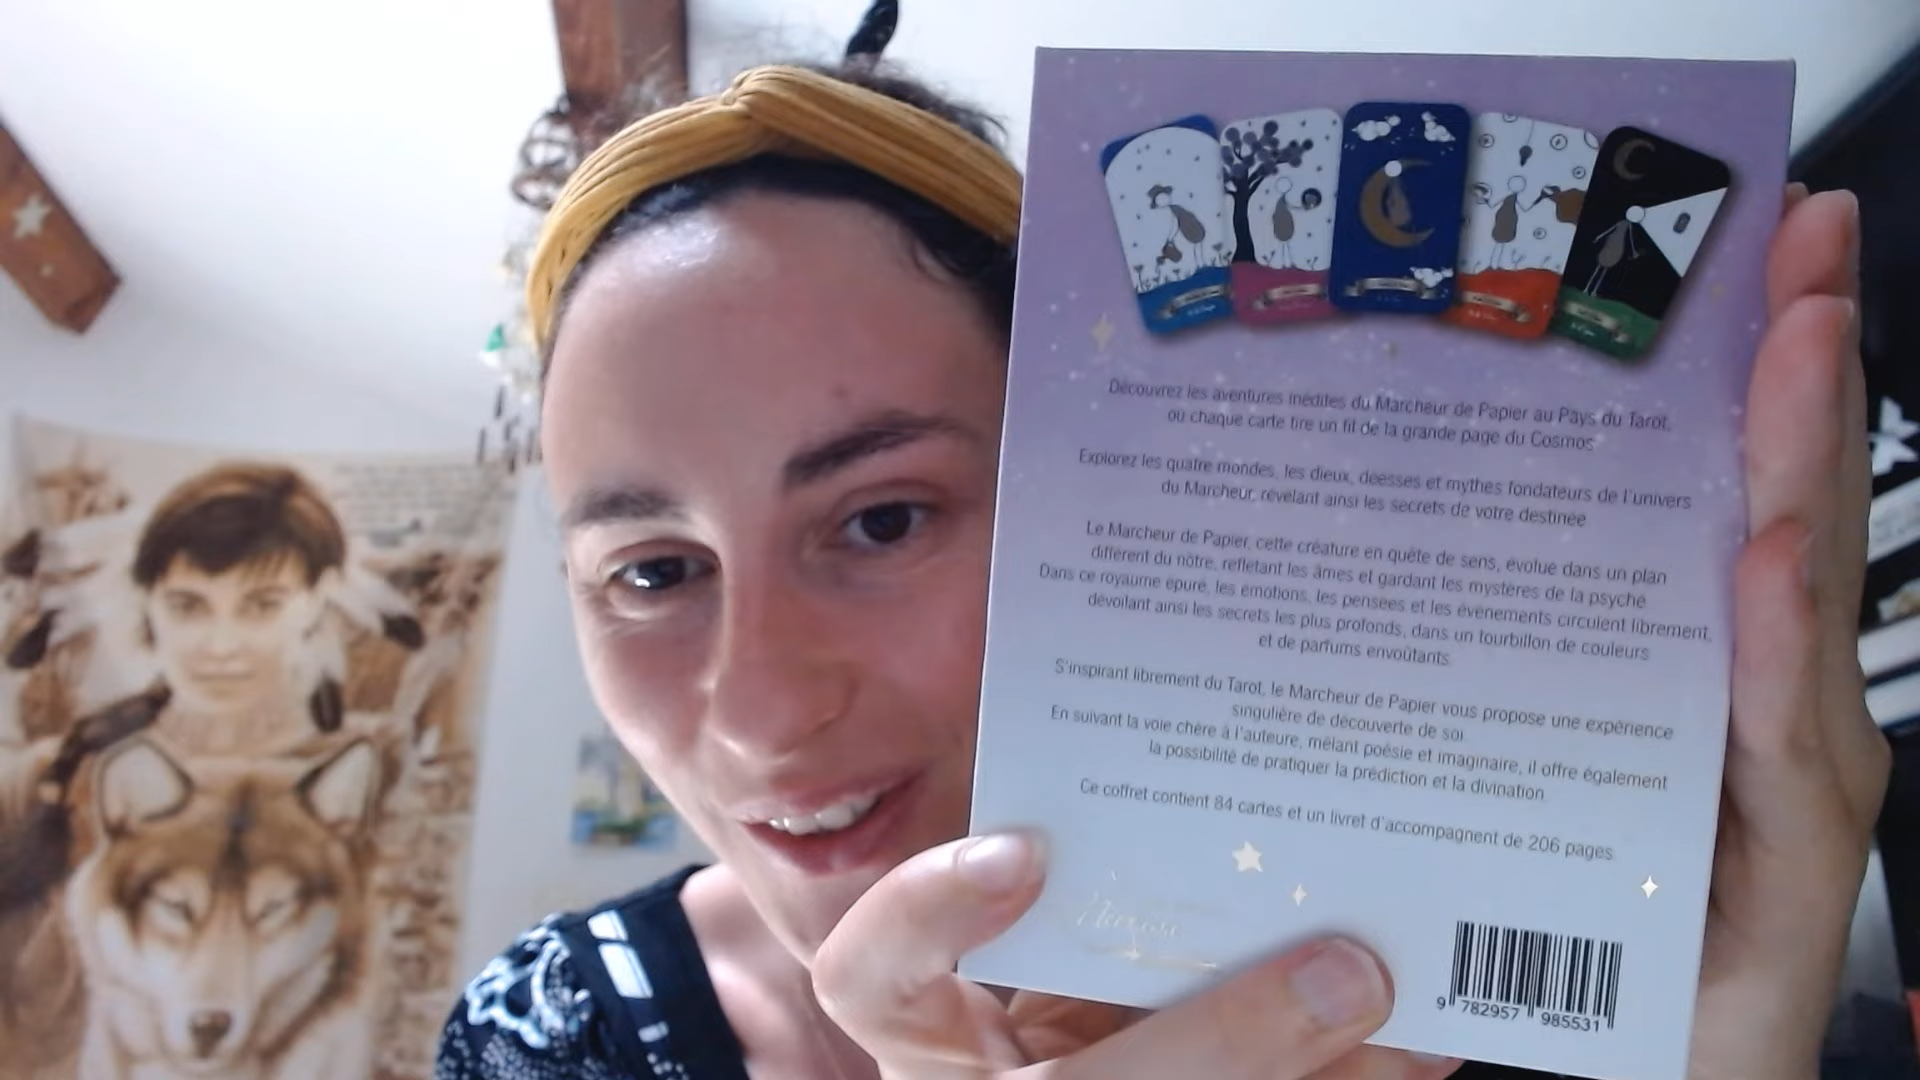 Découvrez les aventures inédites du Marcheur de Papier au Pays du Tarot,
ou chaque carte tire un fil de la grande page du Cosmos
Explorez les quatre mondes, les dieux, déesses et mythes fondateurs de l'univers
du Marcheur, révélant ainsi les secrets de votre destinée
Le Marcheur de Papier, cette créature en quête de sens, évolue dans un plan
différent du nôtre, reflétant les âmes et gardant les mystères de la psyché
Dans ce royaume épuré, les émotions, les pensées et les évènements circulent librement,
dévoilant ainsi les secrets les plus profonds, dans un tourbillon de couleurs
et de parfums envoûtants
S'inspirant librement du Tarot, le Marcheur de Papier vous propose une expérience
singulière de découverte de soi
En suivant la voie chère à l'auteure, mêlant poésie et imaginaire, il offre également
la possibilité de pratiquer la prédiction et la divination
Ce coffret contient 84 cartes et un livret d'accompagnent de 206 pages
9 782957 985531